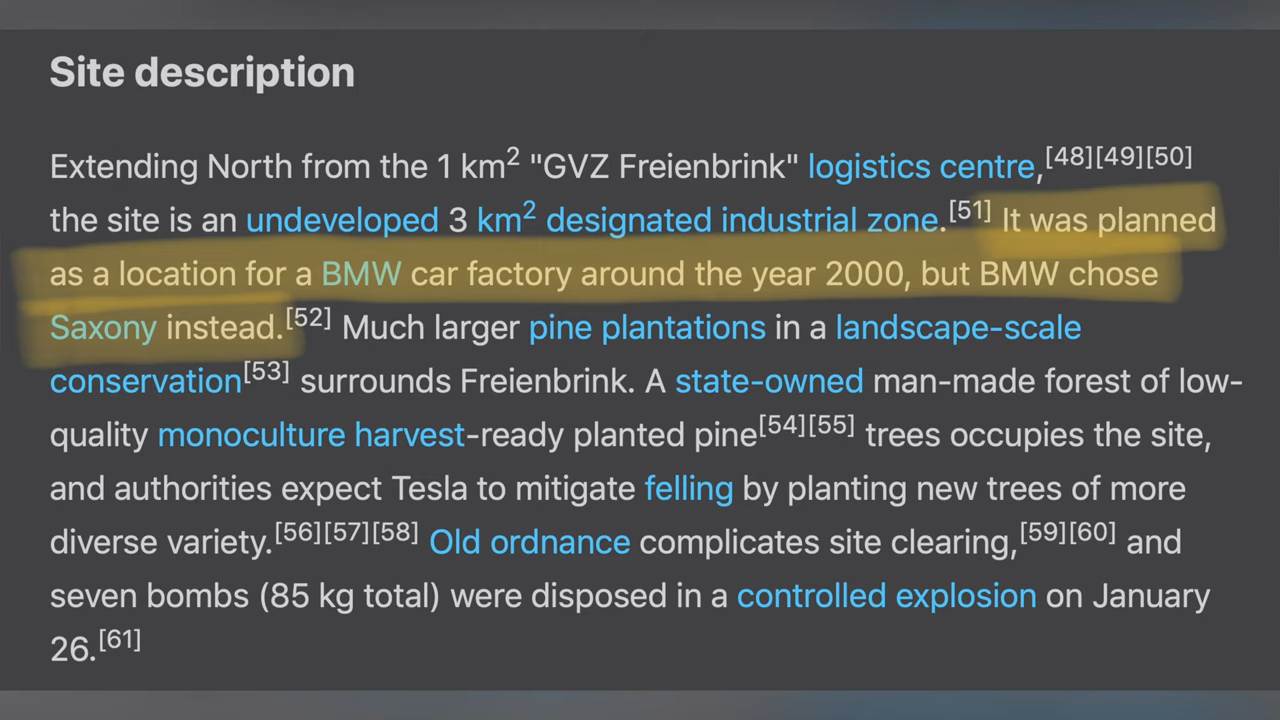 Site description
Extending North from the 1 km² "GVZ Freienbrink" logistics centre,[48][49][50]
the site is an undeveloped 3 km² designated industrial zone.[51] It was planned
as a location for a BMW car factory around the year 2000, but BMW chose
Saxony instead.[52] Much larger pine plantations in a landscape-scale
conservation[53] surrounds Freienbrink. A state-owned man-made forest of low-
quality monoculture harvest-ready planted pine[54][55] trees occupies the site,
and authorities expect Tesla to mitigate felling by planting new trees of more
diverse variety.[56][57][58] Old ordnance complicates site clearing,[59][60] and
seven bombs (85 kg total) were disposed in a controlled explosion on January
26.[61]